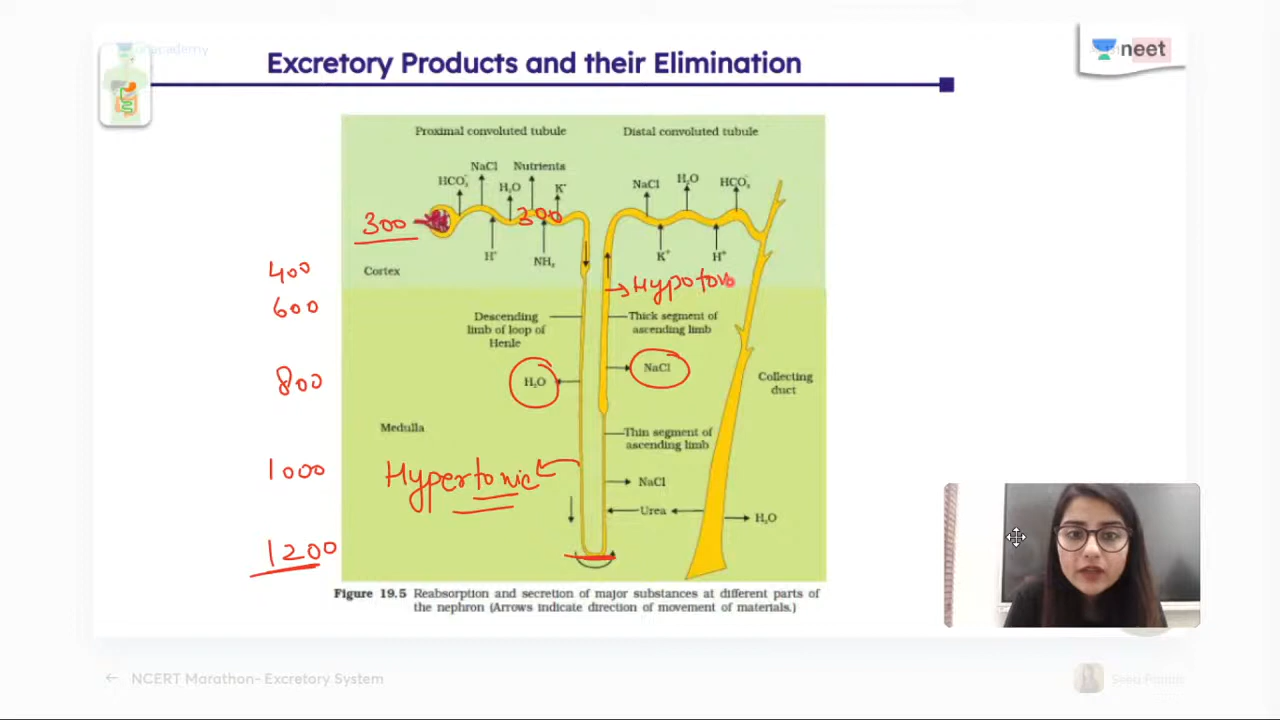 Excretory Products and their Elimination
neet
Proximal convoluted tubule
Distal convoluted tubule
HCO₃⁻
NaCl
H₂O
Nutrients
K⁺
NaCl
H₂O
HCO₃⁻
300
300
H⁺
NH₃
K⁺
H⁺
400
Cortex
Hypoton
600
Descending
limb of loop of
Henle
Thick segment of
ascending limb
800
H₂O
NaCl
Collecting
duct
Medulla
Thin segment of
ascending limb
1000
Hypertonic
NaCl
Urea
H₂O
1200
Figure 19.5 Reabsorption and secretion of major substances at different parts of
the nephron (Arrows indicate direction of movement of materials.)
NCERT Marathon- Excretory System